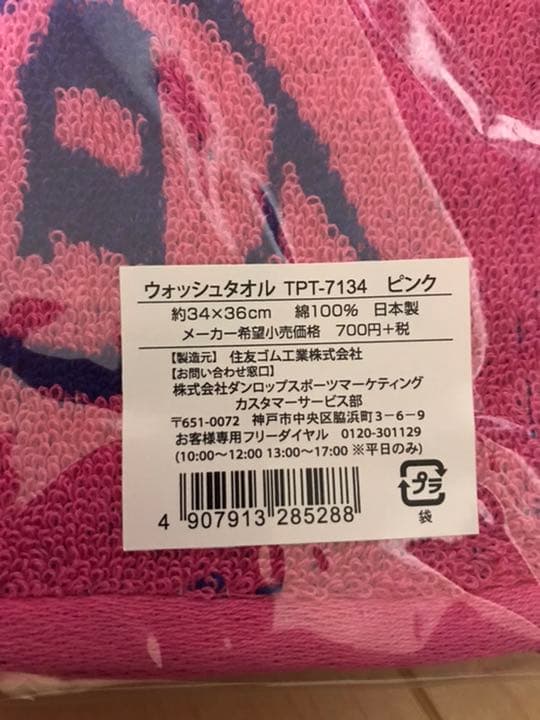 ウォッシュタオル TPT-7134 ピンク
約34×36cm 綿100% 日本製
メーカー希望小売価格 700円+税
【製造元】 住友ゴム工業株式会社
【お問い合わせ窓口】
株式会社ダンロップスポーツマーケティング
カスタマーサービス部
〒651-0072 神戸市中央区脇浜町3-6-9
お客様専用フリーダイヤル 0120-301129
(10:00〜12:00 13:00〜17:00 ※平日のみ)
4 907913 285288
プラ
袋